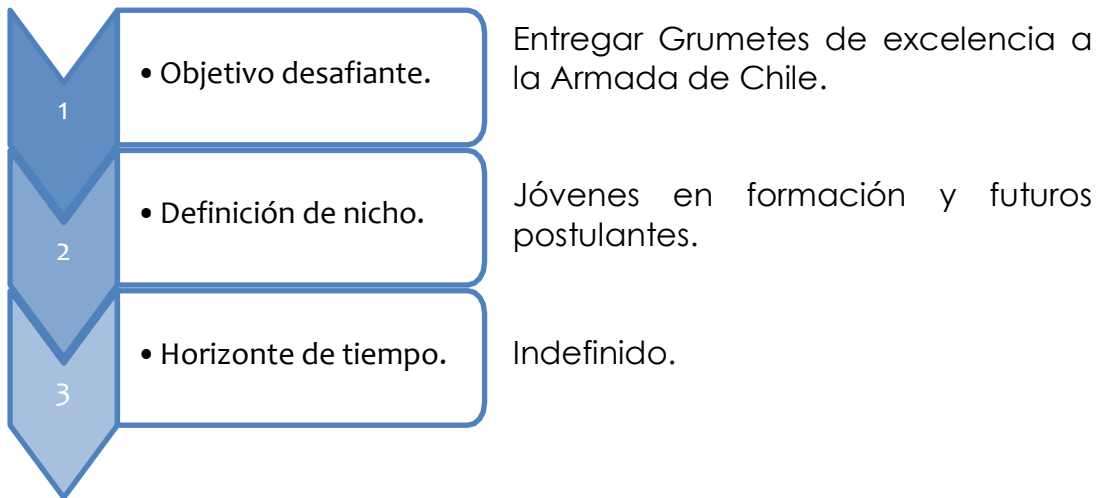 1
• Objetivo desafiante.
Entregar Grumetes de excelencia a
la Armada de Chile.
2
• Definición de nicho.
Jóvenes en formación y futuros
postulantes.
3
• Horizonte de tiempo.
Indefinido.